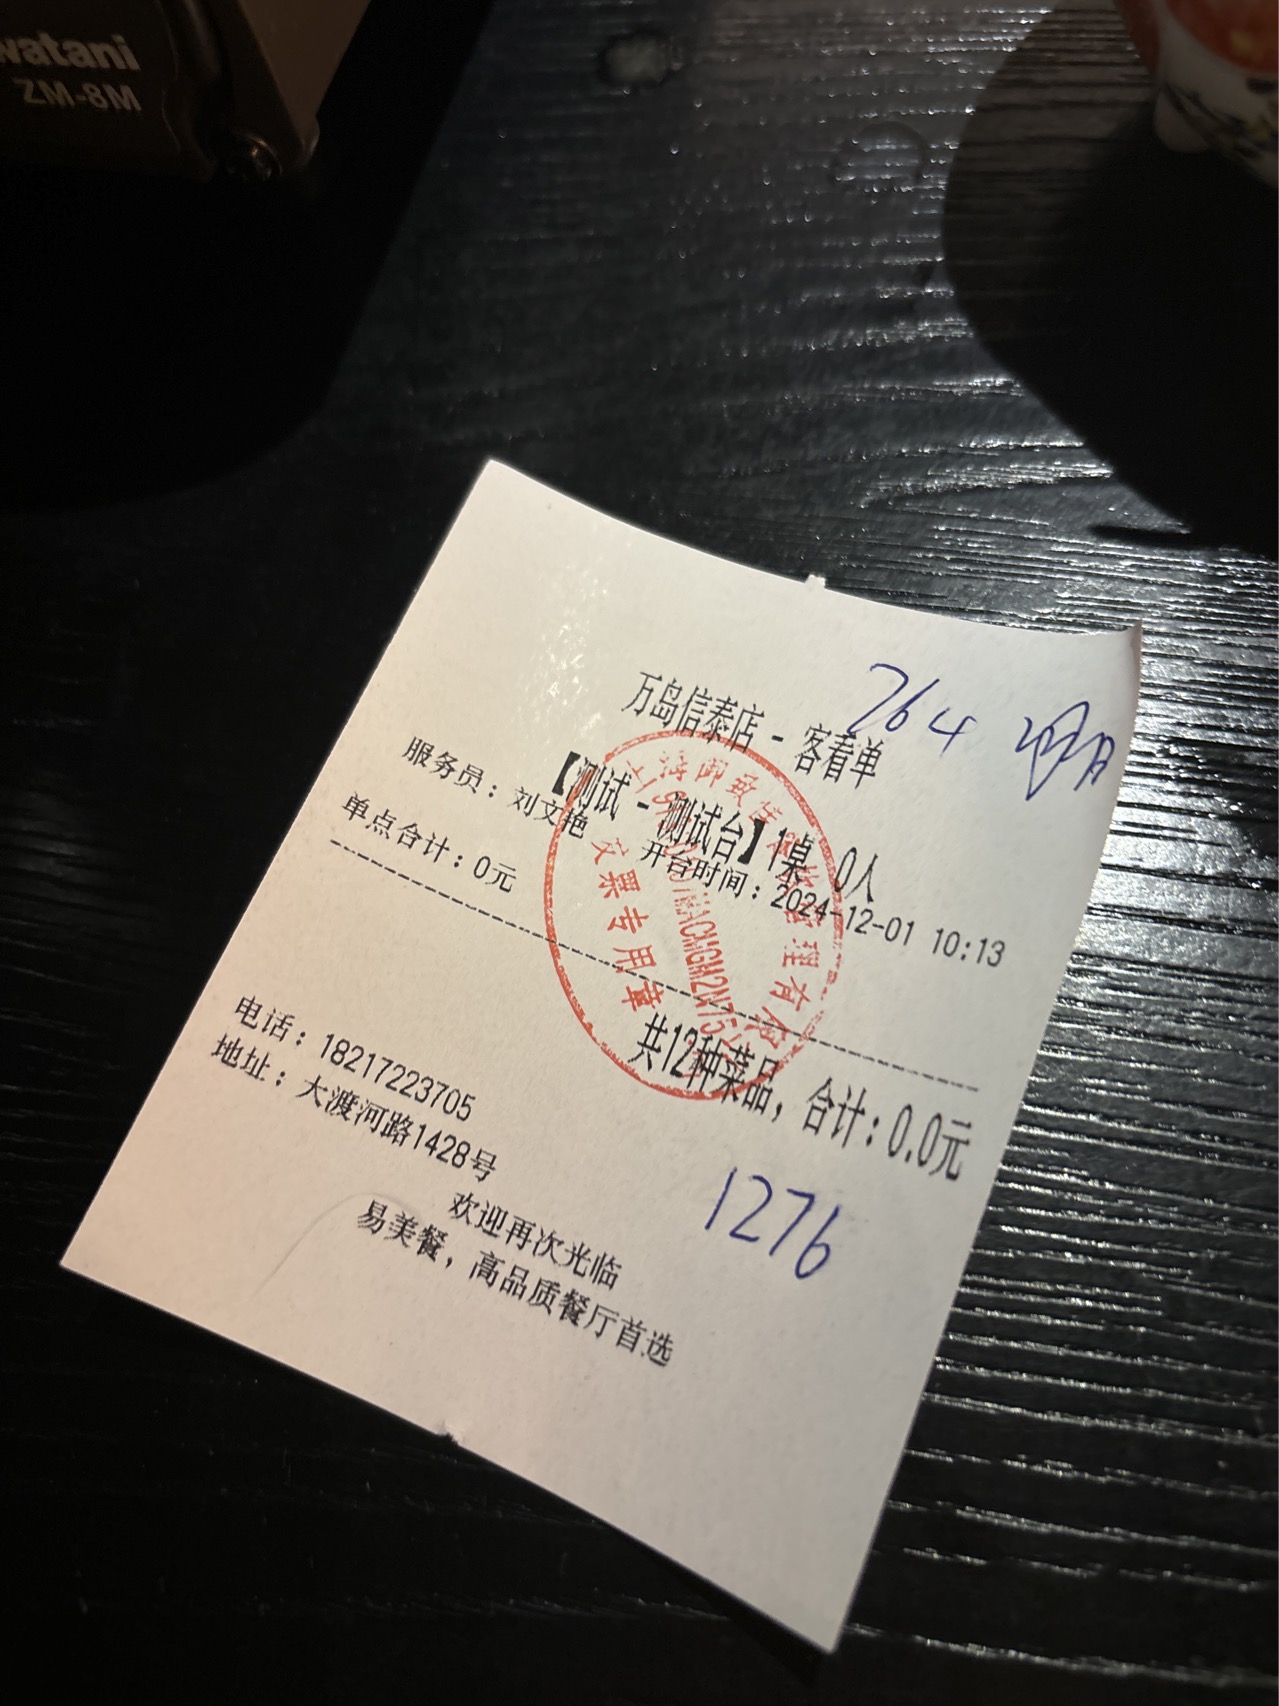 watani
ZM-8M
264
万岛信泰店 - 客看单
【测试 - 测试台】1桌 0人
服务员：刘文艳 开台时间：2024-12-01 10:13
单点合计：0元
发票专用章
共12种菜品，合计：0.0元
1276
电话：18217223705
地址：大渡河路1428号
欢迎再次光临
易美餐，高品质餐厅首选